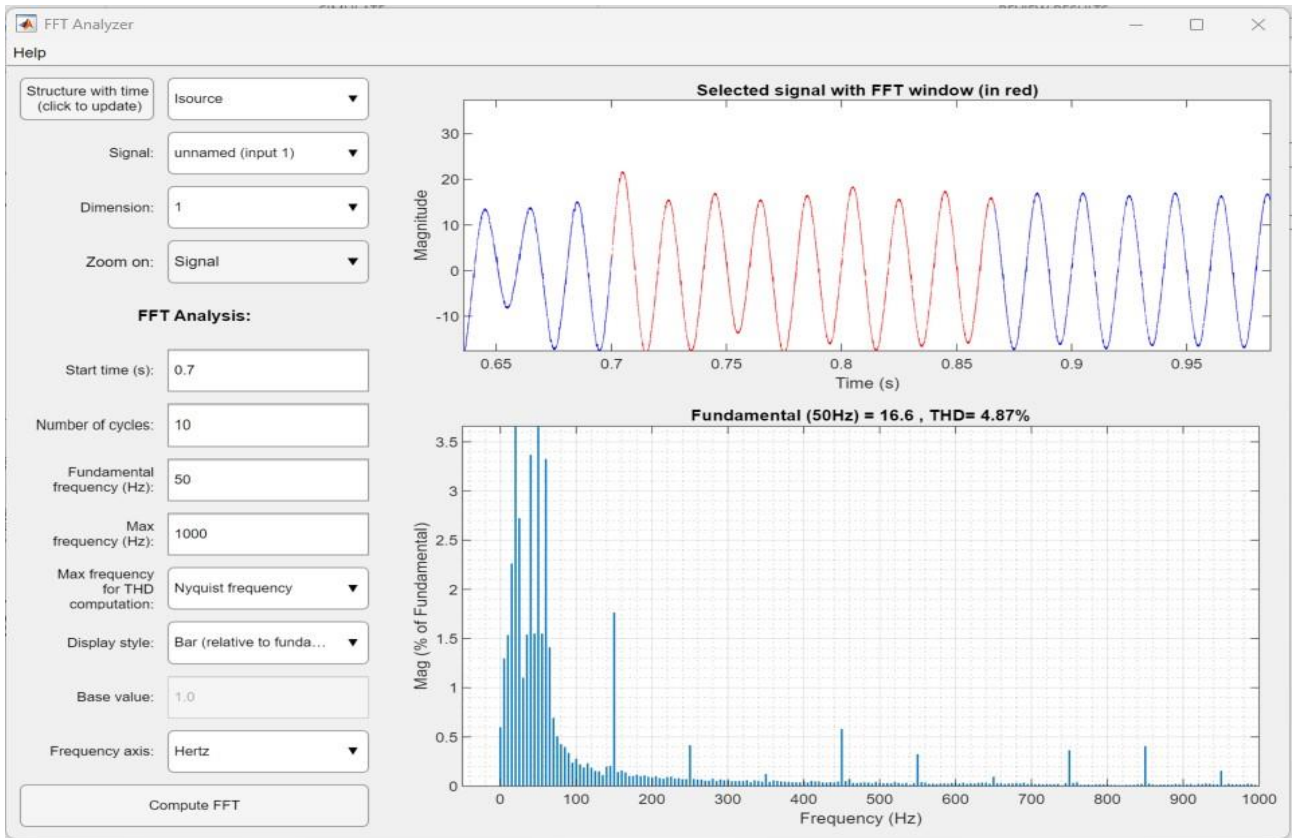 FFT Analyzer
Help
Structure with time
(click to update)
Isource
Signal:
unnamed (input 1)
Dimension:
1
Zoom on:
Signal
FFT Analysis:
Start time (s):
0.7
Number of cycles:
10
Fundamental
frequency (Hz):
50
Max
frequency (Hz):
1000
Max frequency
for THD
computation:
Nyquist frequency
Display style:
Bar (relative to funda...
Base value:
1.0
Frequency axis:
Hertz
Compute FFT
Selected signal with FFT window (in red)
Magnitude
30
20
10
0
-10
0.65 0.7 0.75 0.8 0.85 0.9 0.95
Time (s)
Fundamental (50Hz) = 16.6 , THD= 4.87%
Mag (% of Fundamental)
3.5
3
2.5
2
1.5
1
0.5
0
0 100 200 300 400 500 600 700 800 900 1000
Frequency (Hz)